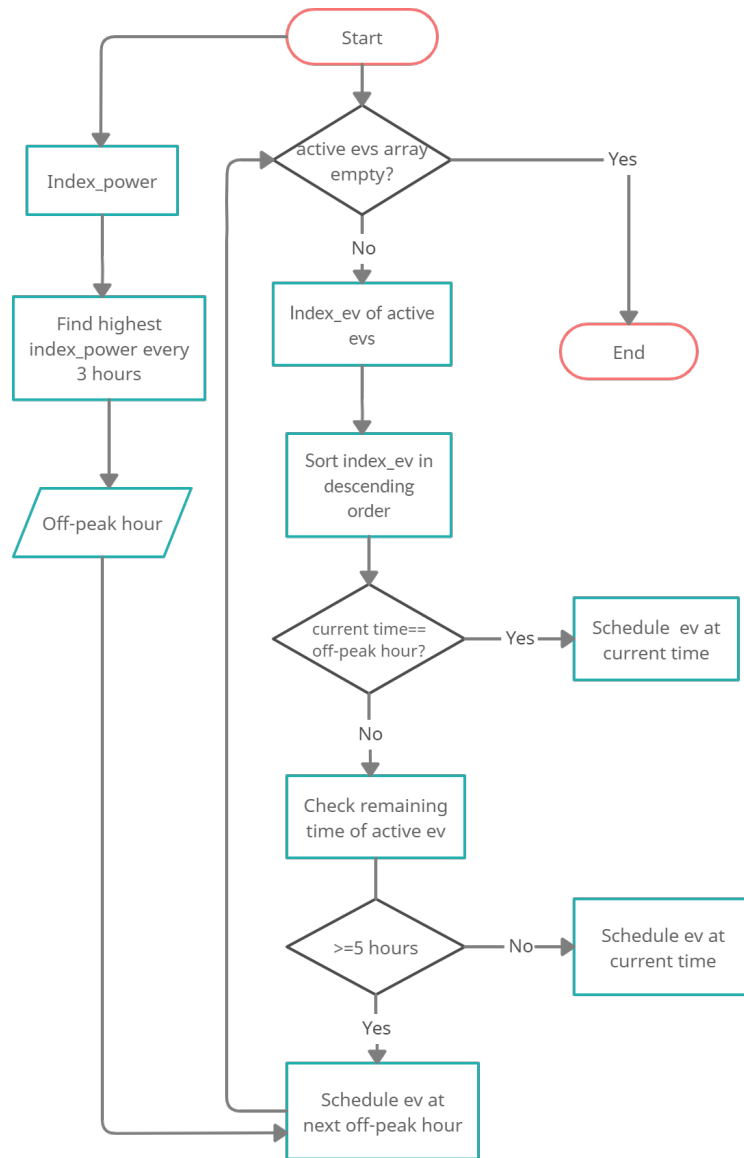 Start
active evs array
empty?
Yes
Index_power
No
Find highest
index_power every
3 hours
Index_ev of active
evs
End
Sort index_ev in
descending
order
Off-peak hour
current time==
off-peak hour?
Yes
Schedule ev at
current time
No
Check remaining
time of active ev
>=5 hours
No
Schedule ev at
current time
Yes
Schedule ev at
next off-peak hour